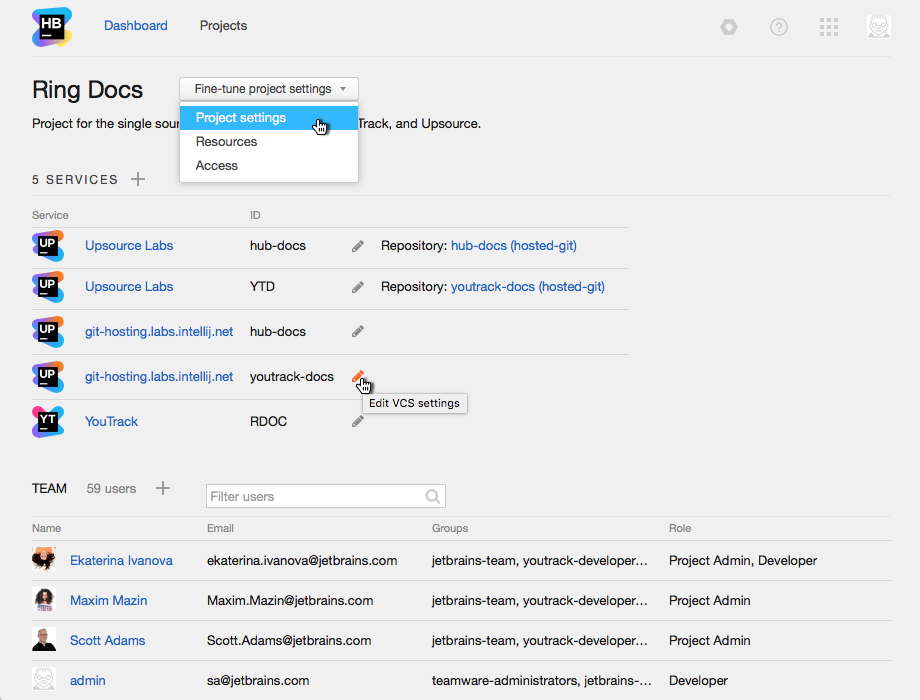 HB Dashboard Projects ?
Ring Docs Fine-tune project settings
Project settings
Project for the single sour Track, and Upsource.
Resources
Access
5 SERVICES
Service ID
UP Upsource Labs hub-docs Repository: hub-docs (hosted-git)
UP Upsource Labs YTD Repository: youtrack-docs (hosted-git)
UP git-hosting.labs.intellij.net hub-docs
UP git-hosting.labs.intellij.net youtrack-docs
Edit VCS settings
YT YouTrack RDOC
TEAM 59 users Filter users
Name Email Groups Role
Ekaterina Ivanova ekaterina.ivanova@jetbrains.com jetbrains-team, youtrack-developer... Project Admin, Developer
Maxim Mazin Maxim.Mazin@jetbrains.com jetbrains-team, youtrack-developer... Project Admin
Scott Adams Scott.Adams@jetbrains.com jetbrains-team, youtrack-developer... Project Admin
admin sa@jetbrains.com teamware-administrators, jetbrains-... Developer